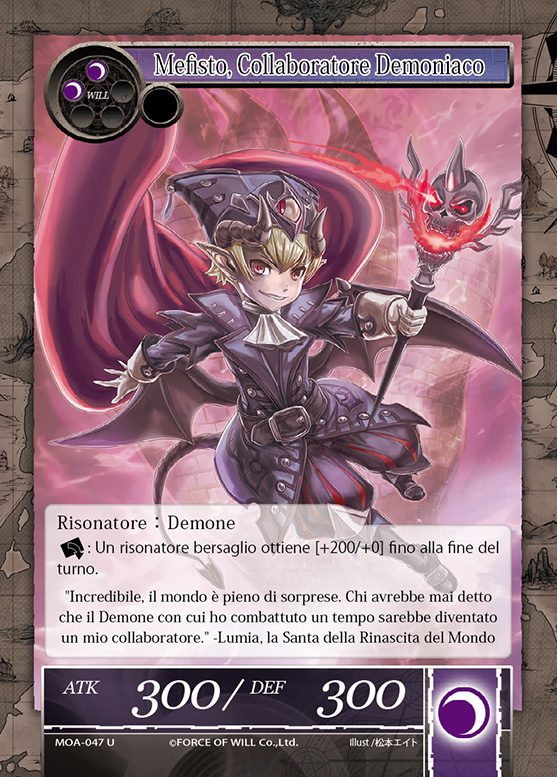 Mefisto, Collaboratore Demoniaco
WILL
Risonatore : Demone
: Un risonatore bersaglio ottiene [+200/+0] fino alla fine del
turno.
"Incredibile, il mondo è pieno di sorprese. Chi avrebbe mai detto
che il Demone con cui ho combattuto un tempo sarebbe diventato
un mio collaboratore." -Lumia, la Santa della Rinascita del Mondo
ATK 300 / DEF 300
MOA-047 U ©FORCE OF WILL Co.,Ltd. Illust /松本エイト